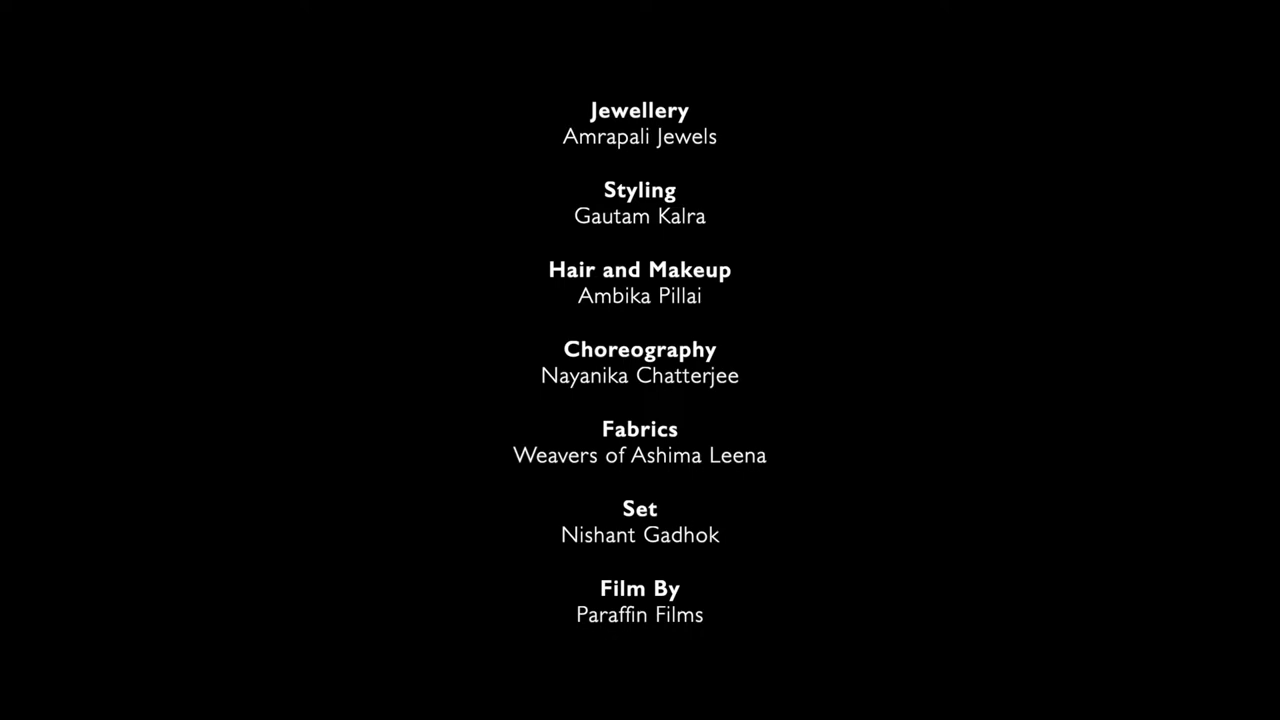 Jewellery
Amrapali Jewels
Styling
Gautam Kalra
Hair and Makeup
Ambika Pillai
Choreography
Nayanika Chatterjee
Fabrics
Weavers of Ashima Leena
Set
Nishant Gadhok
Film By
Paraffin Films